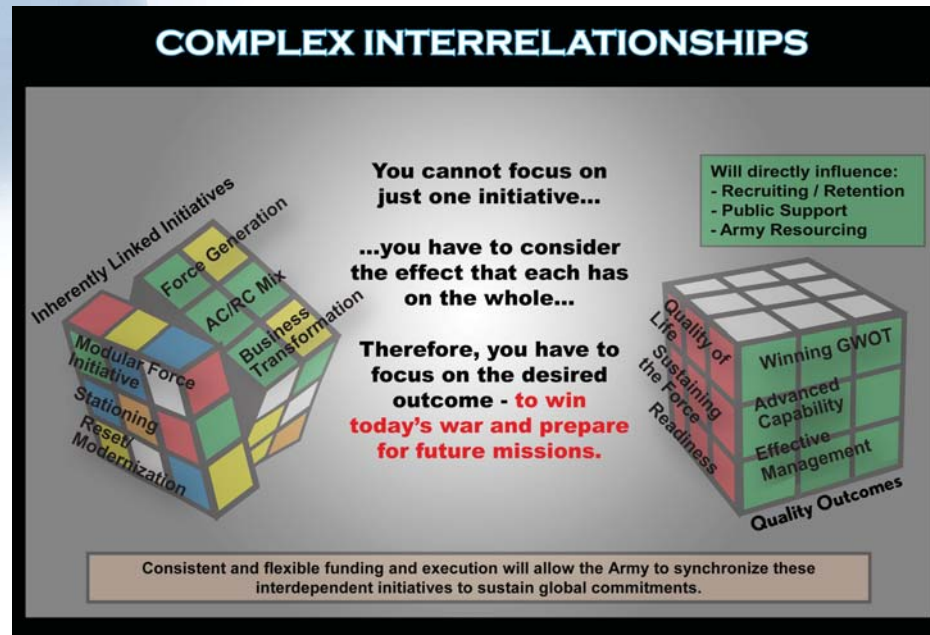 COMPLEX INTERRELATIONSHIPS
Inherently Linked Initiatives
Force Generation
AC/RC Mix
Business
Transformation
Modular Force
Initiative
Stationing
Reset/
Modernization
You cannot focus on
just one initiative...
...you have to consider
the effect that each has
on the whole...
Therefore, you have to
focus on the desired
outcome - to win
today's war and prepare
for future missions.
Will directly influence:
- Recruiting / Retention
- Public Support
- Army Resourcing
Quality of
Life
Sustaining
the Force
Readiness
Winning GWOT
Advanced
Capability
Effective
Management
Quality Outcomes
Consistent and flexible funding and execution will allow the Army to synchronize these
interdependent initiatives to sustain global commitments.